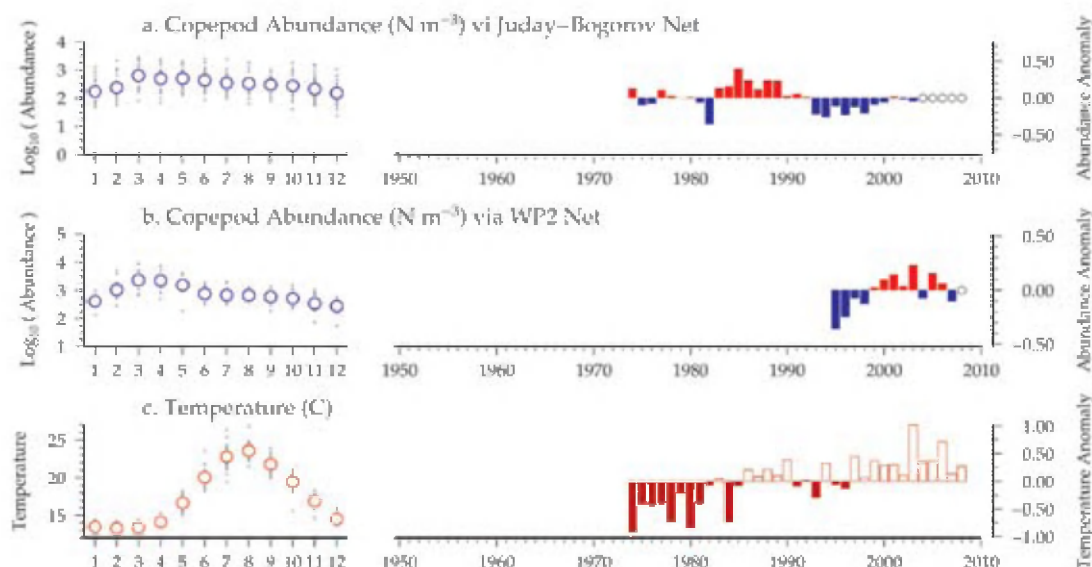 a. Copepod Abundance (N m⁻³) vi Juday–Bogorov Net
Log₁₀ ( Abundance )
4
3
2
1
0
1 2 3 4 5 6 7 8 9 10 11 12
1950 1960 1970 1980 1990 2000 2010
0.50
0.00
−0.50
Abundance Anomaly
b. Copepod Abundance (N m⁻³) via WP2 Net
Log₁₀ ( Abundance )
5
4
3
2
1
1 2 3 4 5 6 7 8 9 10 11 12
1950 1960 1970 1980 1990 2000 2010
0.50
0.00
−0.50
Abundance Anomaly
c. Temperature (C)
Temperature
25
20
15
1 2 3 4 5 6 7 8 9 10 11 12
1950 1960 1970 1980 1990 2000 2010
1.00
0.50
0.00
−0.50
−1.00
Temperature Anomaly